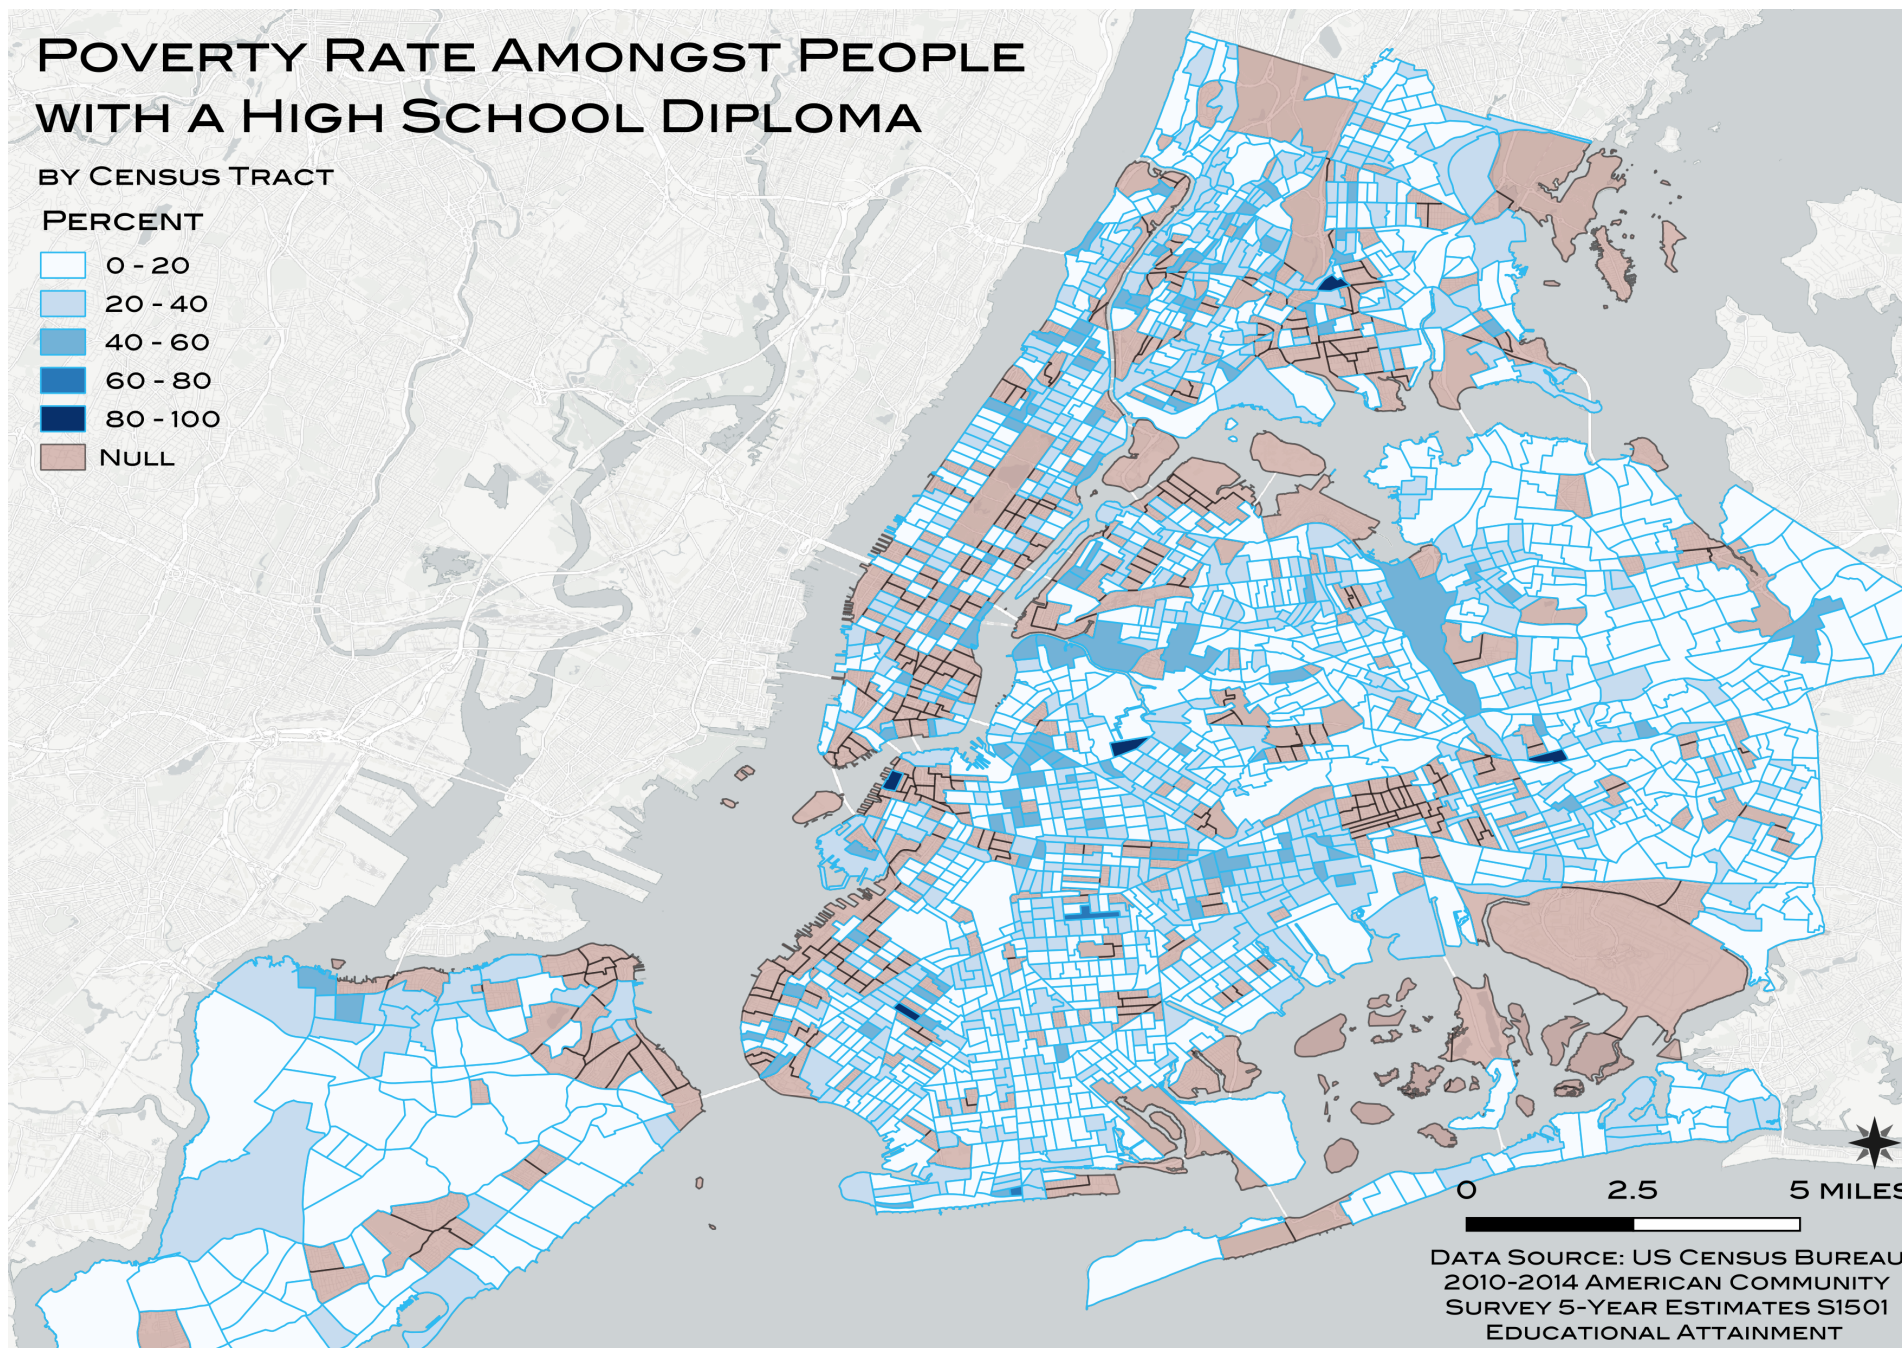 POVERTY RATE AMONGST PEOPLE
WITH A HIGH SCHOOL DIPLOMA
BY CENSUS TRACT
PERCENT
0 - 20
20 - 40
40 - 60
60 - 80
80 - 100
NULL
0 2.5 5 MILES
DATA SOURCE: US CENSUS BUREAU
2010-2014 AMERICAN COMMUNITY
SURVEY 5-YEAR ESTIMATES S1501
EDUCATIONAL ATTAINMENT